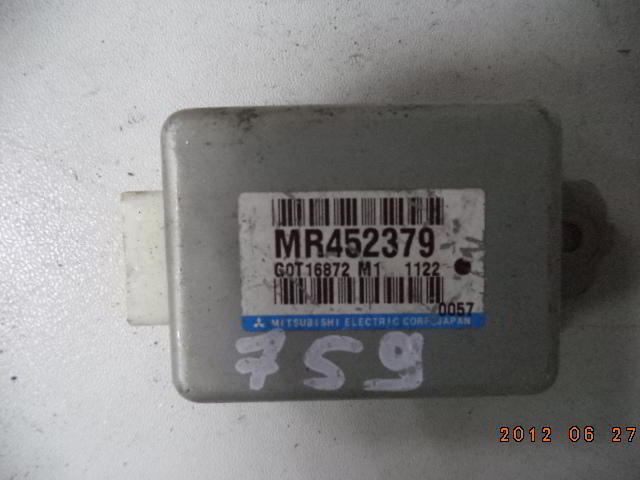 MR452379
G0T16872 M1 1122
0057
MITSUBISHI ELECTRIC CORP. JAPAN
759
2012 06 27